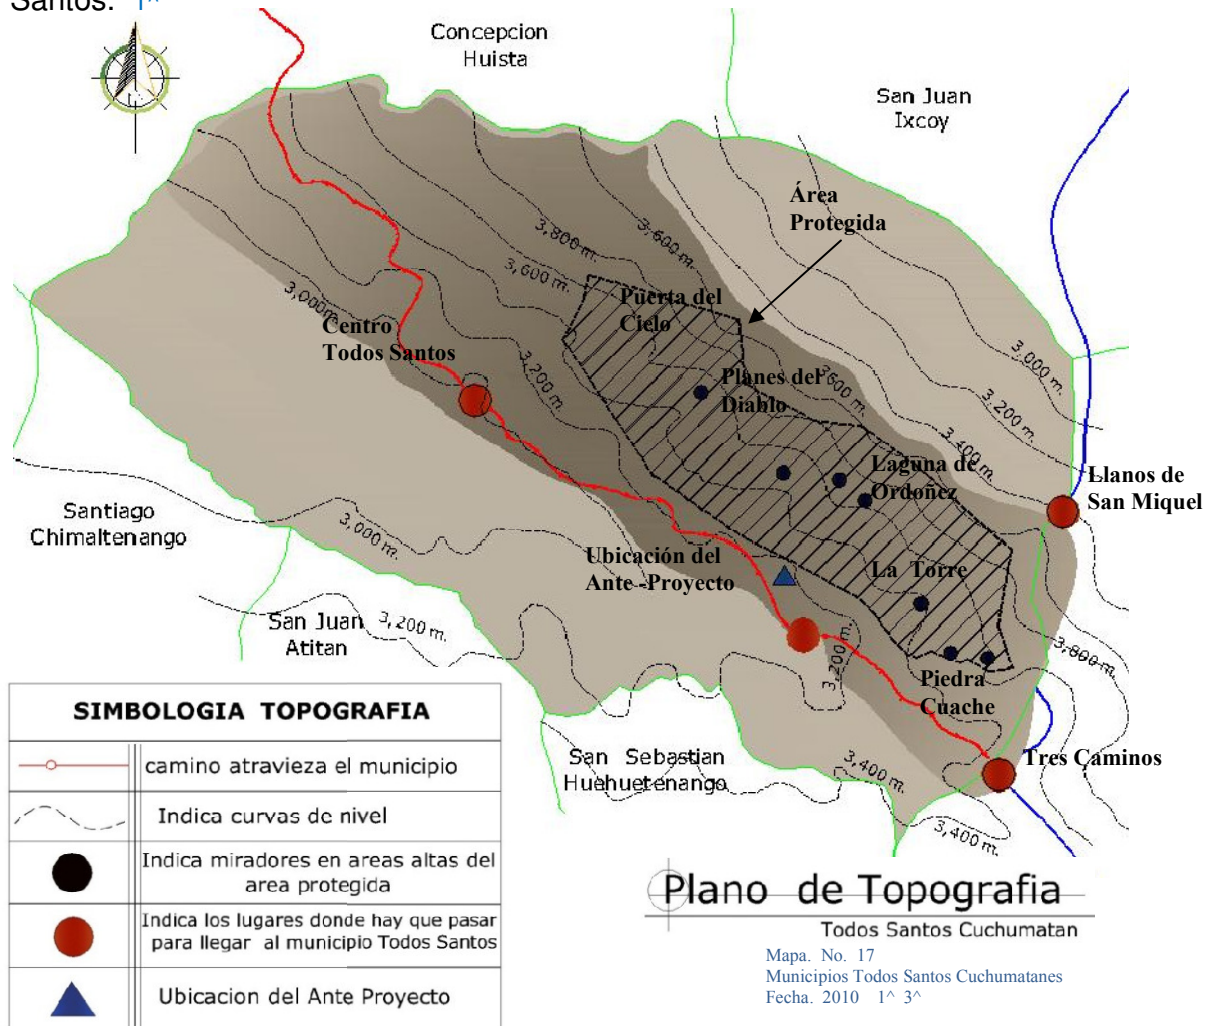 Santos. 1^
Concepcion
Huista
San Juan
Ixcoy
Área
Protegida
3,800 m.
3,600 m.
3,600 m.
3,000m.
Puerta del
Cielo
Centro
Todos Santos
3,200 m.
Planes del
Diablo
3600 m.
3,000 m.
3,200 m.
3,400 m.
Laguna de
Ordoñez
Llanos de
San Miquel
Santiago
Chimaltenango
3,000 m.
Ubicación del
Ante -Proyecto
La Torre
San Juan
Atitan
3,200 m.
3,200 m.
3,800 m.
Piedra
Cuache
San Sebastian
Huehuetenango
3,400 m.
Tres Caminos
3,400 m.
SIMBOLOGIA TOPOGRAFIA
camino atravieza el municipio
Indica curvas de nivel
Indica miradores en areas altas del
area protegida
Indica los lugares donde hay que pasar
para llegar al municipio Todos Santos
Ubicacion del Ante Proyecto
Plano de Topografia
Todos Santos Cuchumatan
Mapa. No. 17
Municipios Todos Santos Cuchumatanes
Fecha. 2010 1^ 3^